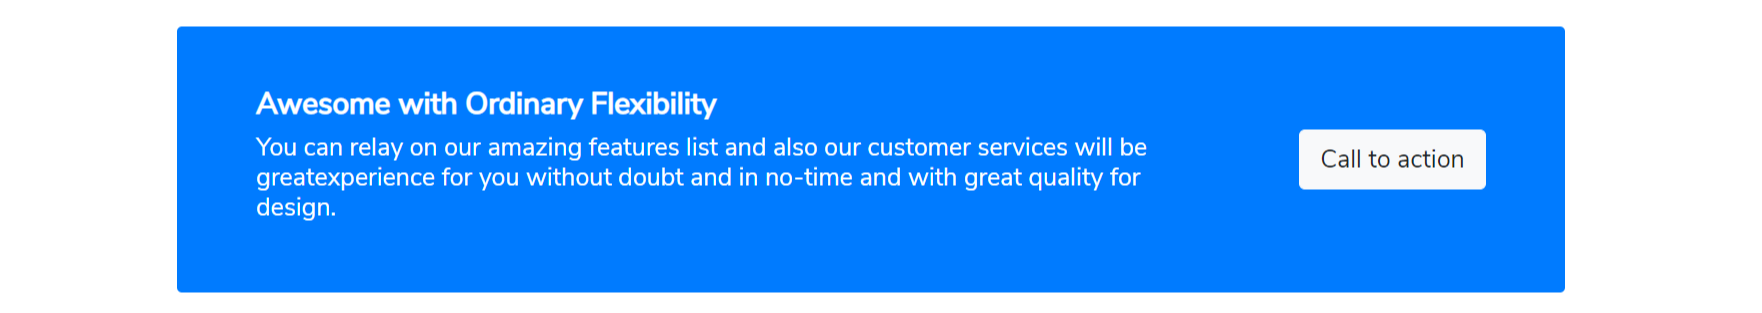 Awesome with Ordinary Flexibility
You can relay on our amazing features list and also our customer services will be
greatexperience for you without doubt and in no-time and with great quality for
design.
Call to action